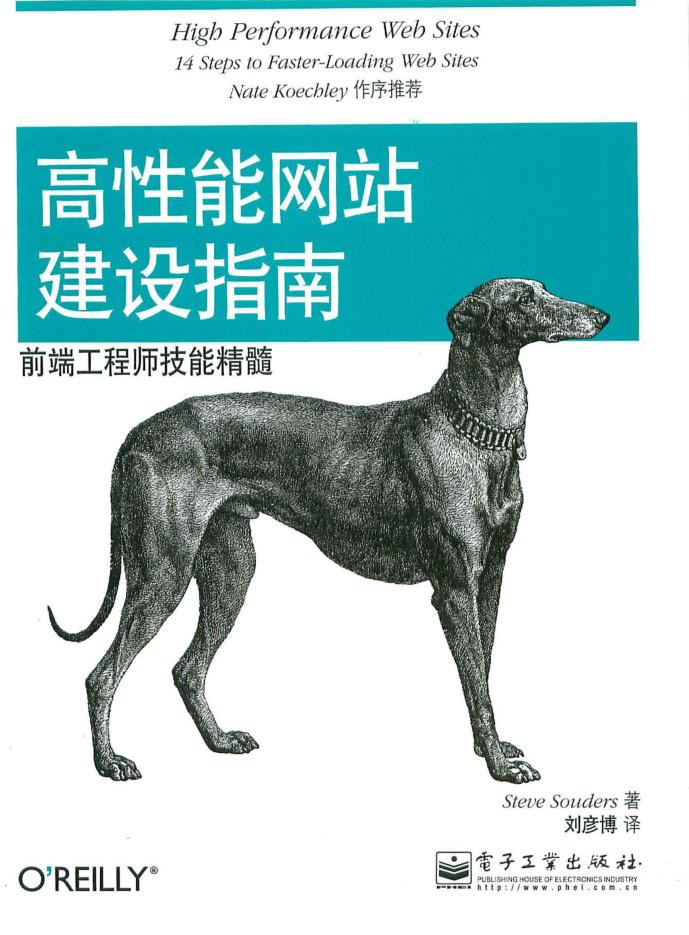 High Performance Web Sites
14 Steps to Faster-Loading Web Sites
Nate Koechley 作序推荐
高性能网站
建设指南
前端工程师技能精髓
Steve Souders 著
刘彦博 译
O'REILLY®
電子工業出版社·
PUBLISHING HOUSE OF ELECTRONICS INDUSTRY
PHEI
http://www.phei.com.cn